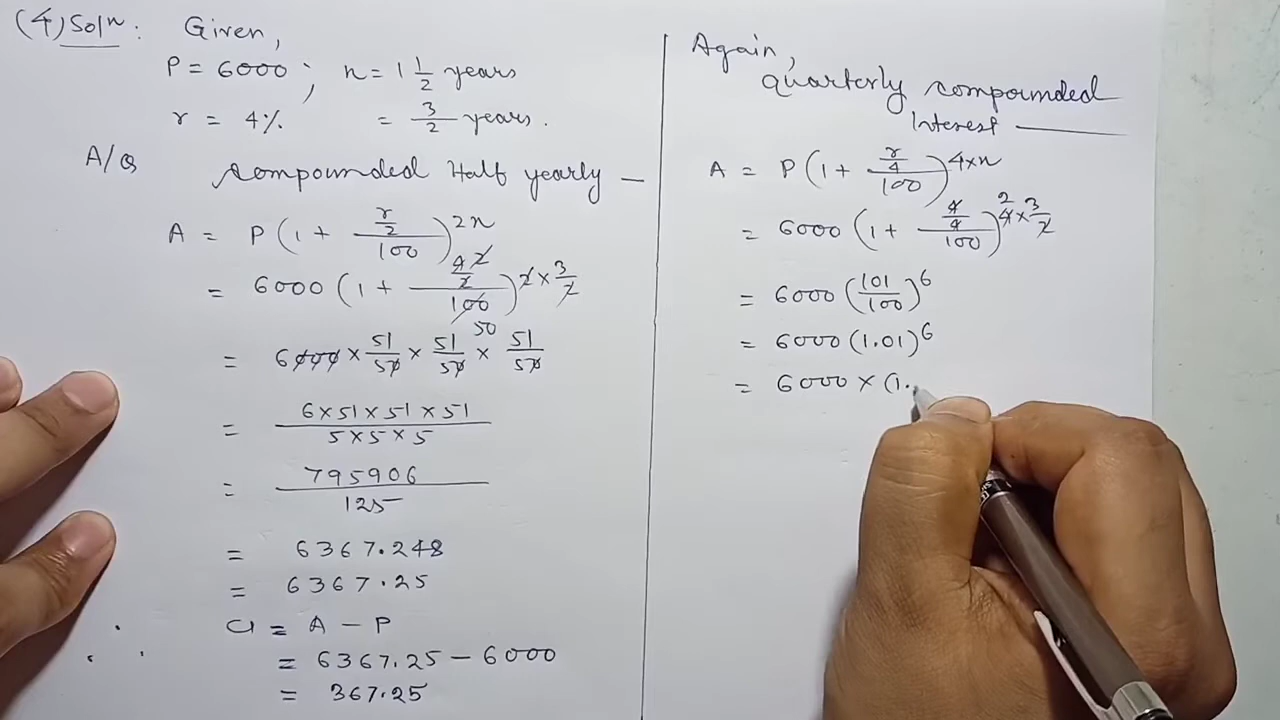 (4) Solⁿ: Given,
P = 6000 ; n = 1 1/2 years
r = 4% = 3/2 years.
A/Q Compounded Half yearly —
A = P (1 + (r/2)/100)^2n
= 6000 (1 + (4/2)/100)^2 × 3/2
= 6000 × 51/50 × 51/50 × 51/50
= (6 × 51 × 51 × 51)/(5 × 5 × 5)
= 795906/125
= 6367.248
= 6367.25
CI = A − P
= 6367.25 − 6000
= 367.25
Again,
Quarterly compounded
Interest —
A = P (1 + (r/4)/100)^4×n
= 6000 (1 + (4/4)/100)^4 × 3/2
= 6000 (101/100)^6
= 6000 (1.01)^6
= 6000 × (1.